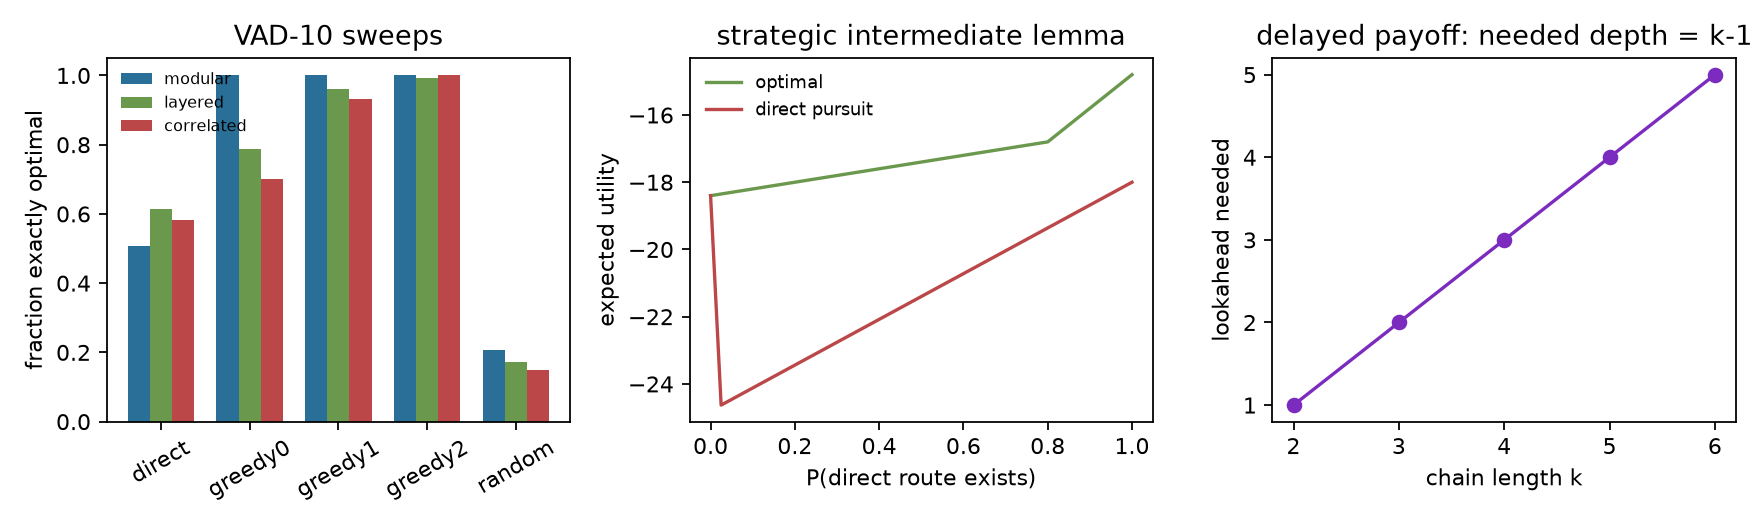 VAD-10 sweeps
fraction exactly optimal
1.0
0.8
0.6
0.4
0.2
0.0
modular
layered
correlated
direct
greedy0
greedy1
greedy2
random
strategic intermediate lemma
expected utility
−16
−18
−20
−22
−24
optimal
direct pursuit
0.0 0.2 0.4 0.6 0.8 1.0
P(direct route exists)
delayed payoff: needed depth = k-1
lookahead needed
5
4
3
2
1
2 3 4 5 6
chain length k